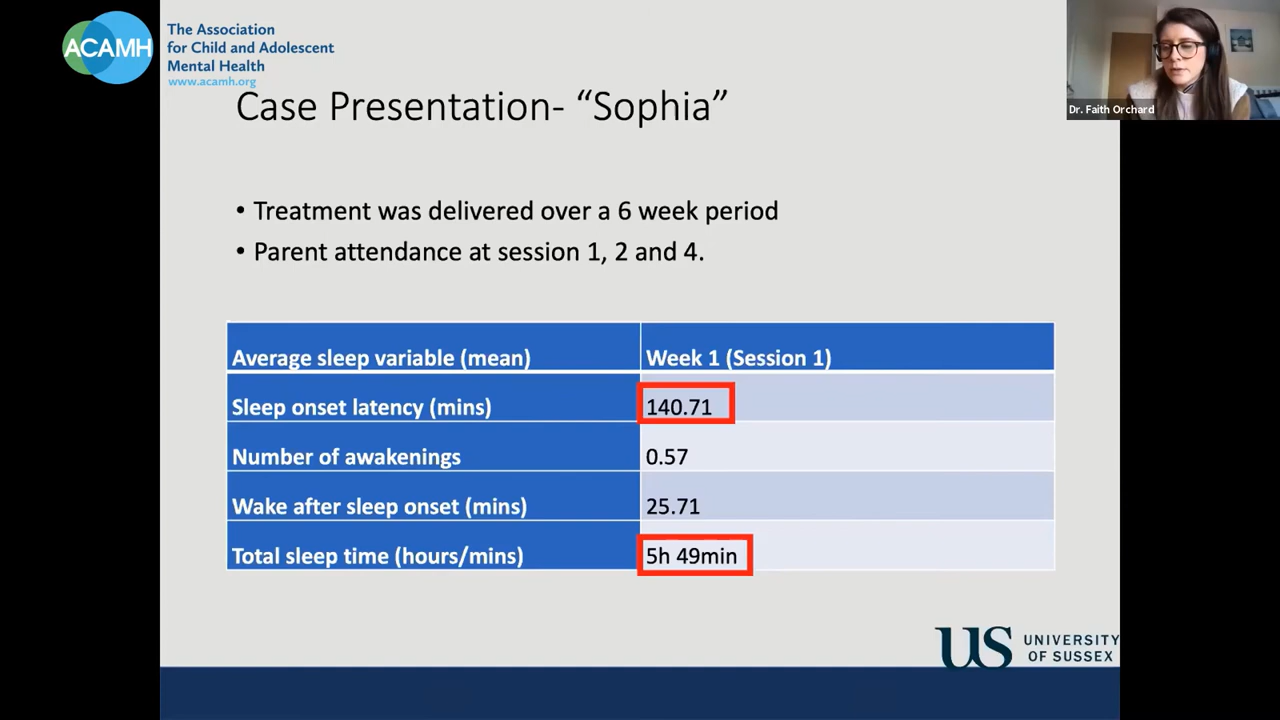 ACAMH
The Association
for Child and Adolescent
Mental Health
www.acamh.org
Dr. Faith Orchard
Case Presentation- “Sophia”
• Treatment was delivered over a 6 week period
• Parent attendance at session 1, 2 and 4.
Average sleep variable (mean) Week 1 (Session 1)
Sleep onset latency (mins) 140.71
Number of awakenings 0.57
Wake after sleep onset (mins) 25.71
Total sleep time (hours/mins) 5h 49min
US UNIVERSITY
OF SUSSEX